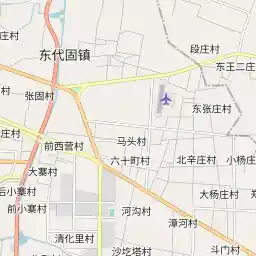 村
段庄村
东代固镇
东王二庄
张固村
东张庄村
庄村
马头村
前西营村
六十町村
北辛庄村
小杨庄
大寨村
后小寨村
大杨庄村
郑
前小寨村
河沟村
漳河村
清化里村
斗门村
沙圪塔村